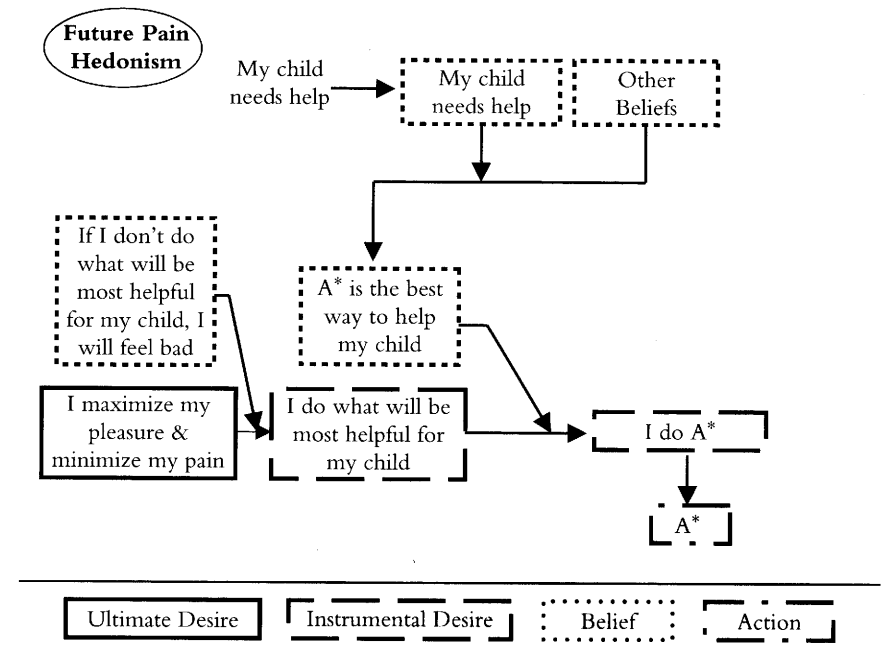 Future Pain
Hedonism
My child
needs help
My child
needs help
Other
Beliefs
If I don't do
what will be
most helpful
for my child, I
will feel bad
A* is the best
way to help
my child
I maximize my
pleasure &
minimize my pain
I do what will be
most helpful for
my child
I do A*
A*
Ultimate Desire
Instrumental Desire
Belief
Action